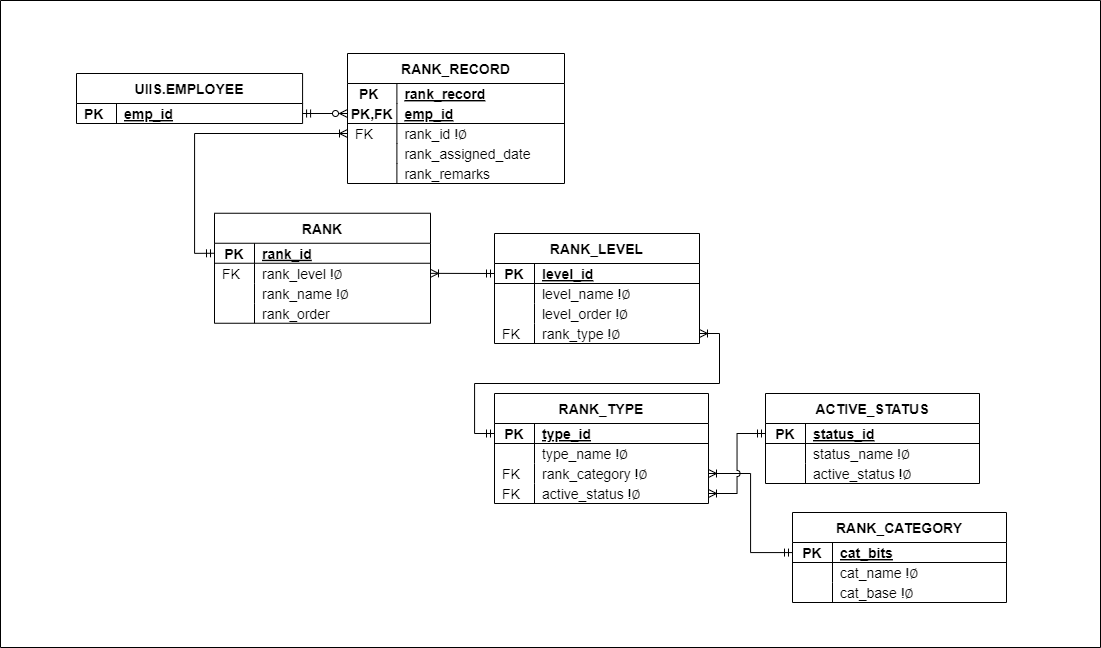 UIIS.EMPLOYEE
PK emp_id
RANK_RECORD
PK rank_record
PK,FK emp_id
FK rank_id !∅
rank_assigned_date
rank_remarks
RANK
PK rank_id
FK rank_level !∅
rank_name !∅
rank_order
RANK_LEVEL
PK level_id
level_name !∅
level_order !∅
FK rank_type !∅
RANK_TYPE
PK type_id
type_name !∅
FK rank_category !∅
FK active_status !∅
ACTIVE_STATUS
PK status_id
status_name !∅
active_status !∅
RANK_CATEGORY
PK cat_bits
cat_name !∅
cat_base !∅